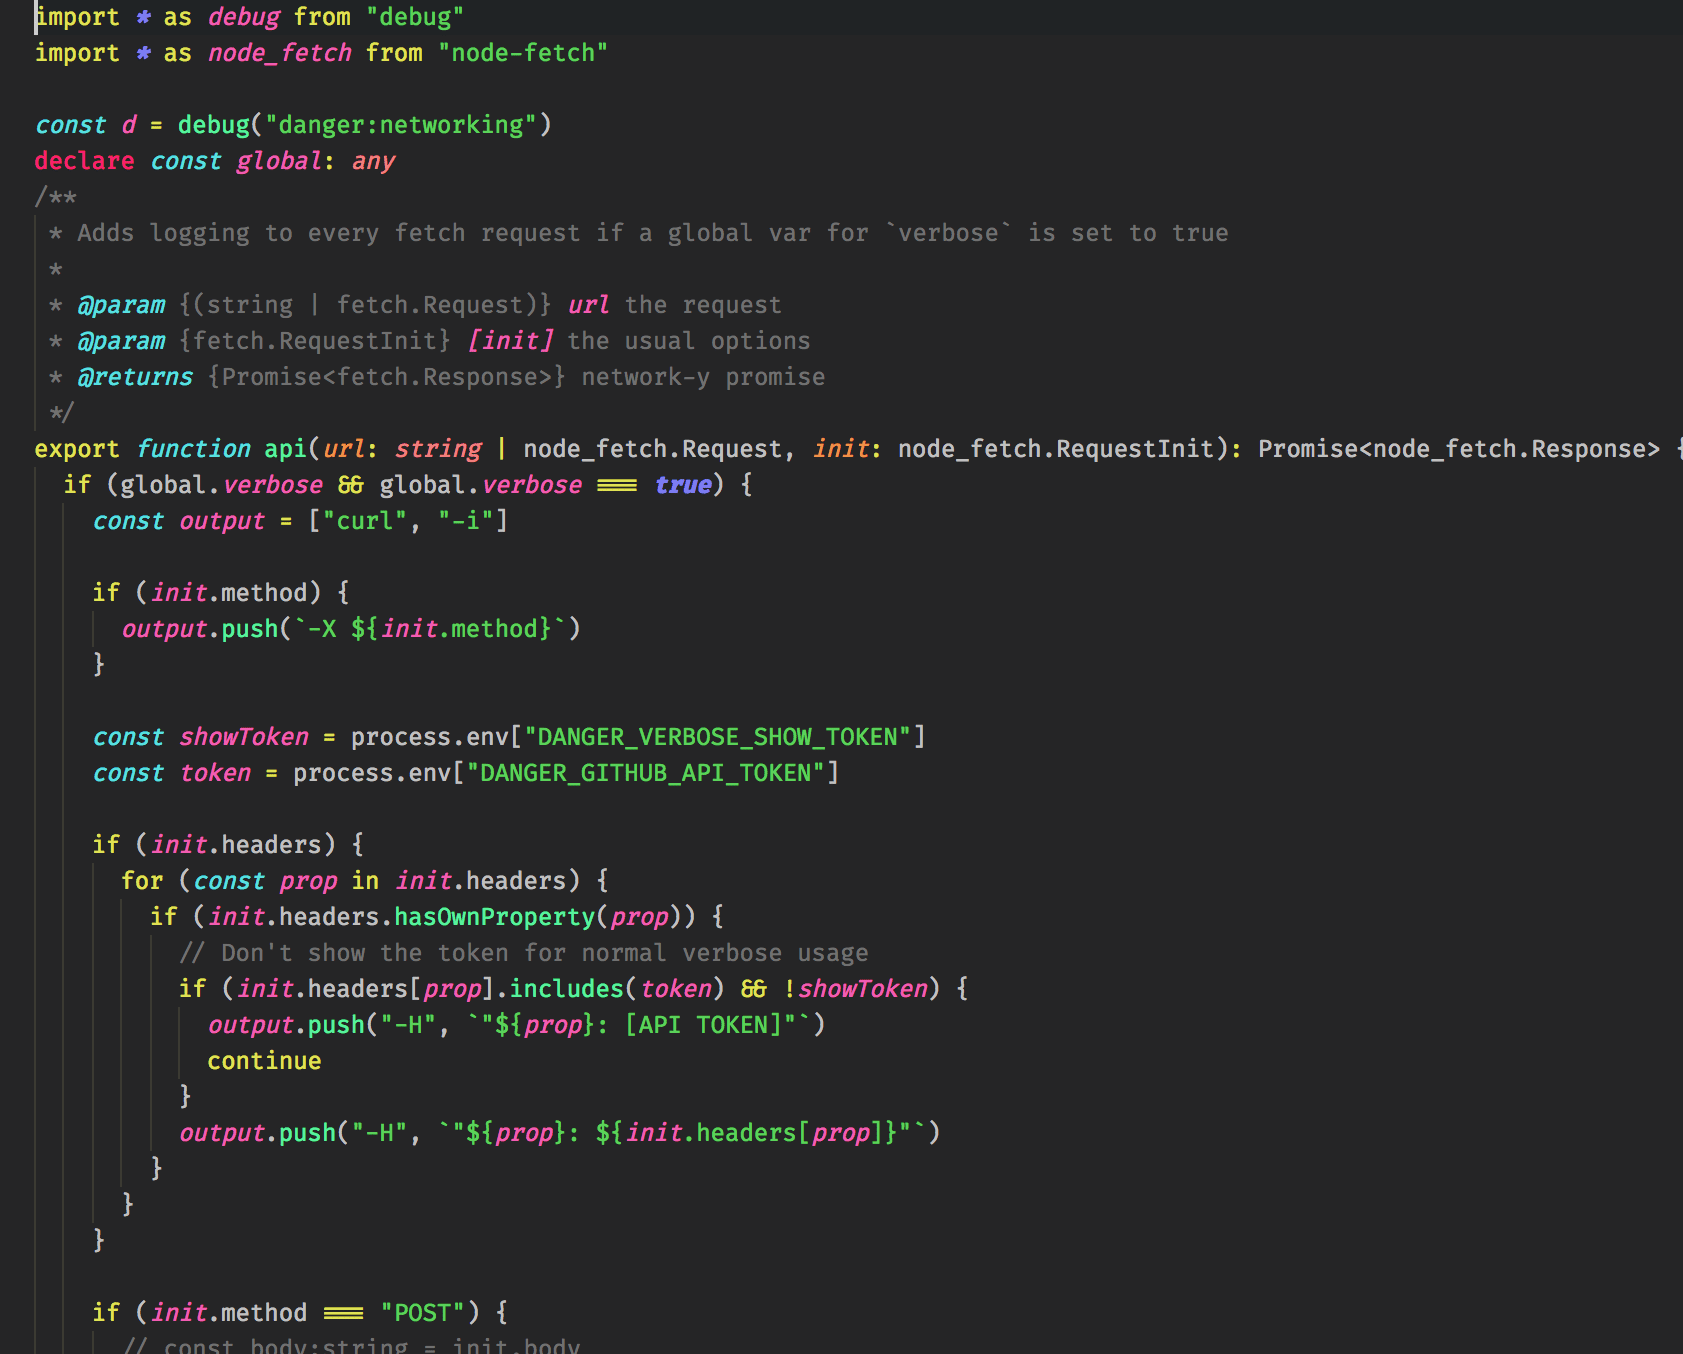 import * as debug from "debug"
import * as node_fetch from "node-fetch"

const d = debug("danger:networking")
declare const global: any
/**
 * Adds logging to every fetch request if a global var for `verbose` is set to true
 *
 * @param {(string | fetch.Request)} url the request
 * @param {fetch.RequestInit} [init] the usual options
 * @returns {Promise<fetch.Response>} network-y promise
 */
export function api(url: string | node_fetch.Request, init: node_fetch.RequestInit): Promise<node_fetch.Response> {
  if (global.verbose && global.verbose === true) {
    const output = ["curl", "-i"]

    if (init.method) {
      output.push(`-X ${init.method}`)
    }

    const showToken = process.env["DANGER_VERBOSE_SHOW_TOKEN"]
    const token = process.env["DANGER_GITHUB_API_TOKEN"]

    if (init.headers) {
      for (const prop in init.headers) {
        if (init.headers.hasOwnProperty(prop)) {
          // Don't show the token for normal verbose usage
          if (init.headers[prop].includes(token) && !showToken) {
            output.push("-H", `"${prop}: [API TOKEN]"`)
            continue
          }
          output.push("-H", `"${prop}: ${init.headers[prop]}"`)
        }
      }
    }

    if (init.method === "POST") {
      // const body:string = init.body